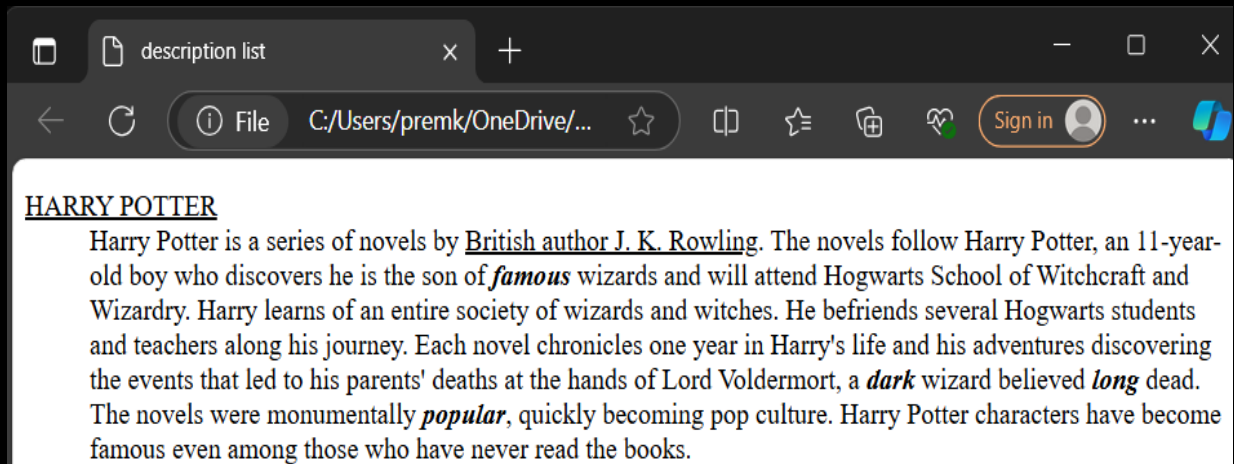 description list
File C:/Users/premk/OneDrive/...
Sign in
HARRY POTTER
Harry Potter is a series of novels by British author J. K. Rowling. The novels follow Harry Potter, an 11-year-
old boy who discovers he is the son of famous wizards and will attend Hogwarts School of Witchcraft and
Wizardry. Harry learns of an entire society of wizards and witches. He befriends several Hogwarts students
and teachers along his journey. Each novel chronicles one year in Harry's life and his adventures discovering
the events that led to his parents' deaths at the hands of Lord Voldermort, a dark wizard believed long dead.
The novels were monumentally popular, quickly becoming pop culture. Harry Potter characters have become
famous even among those who have never read the books.